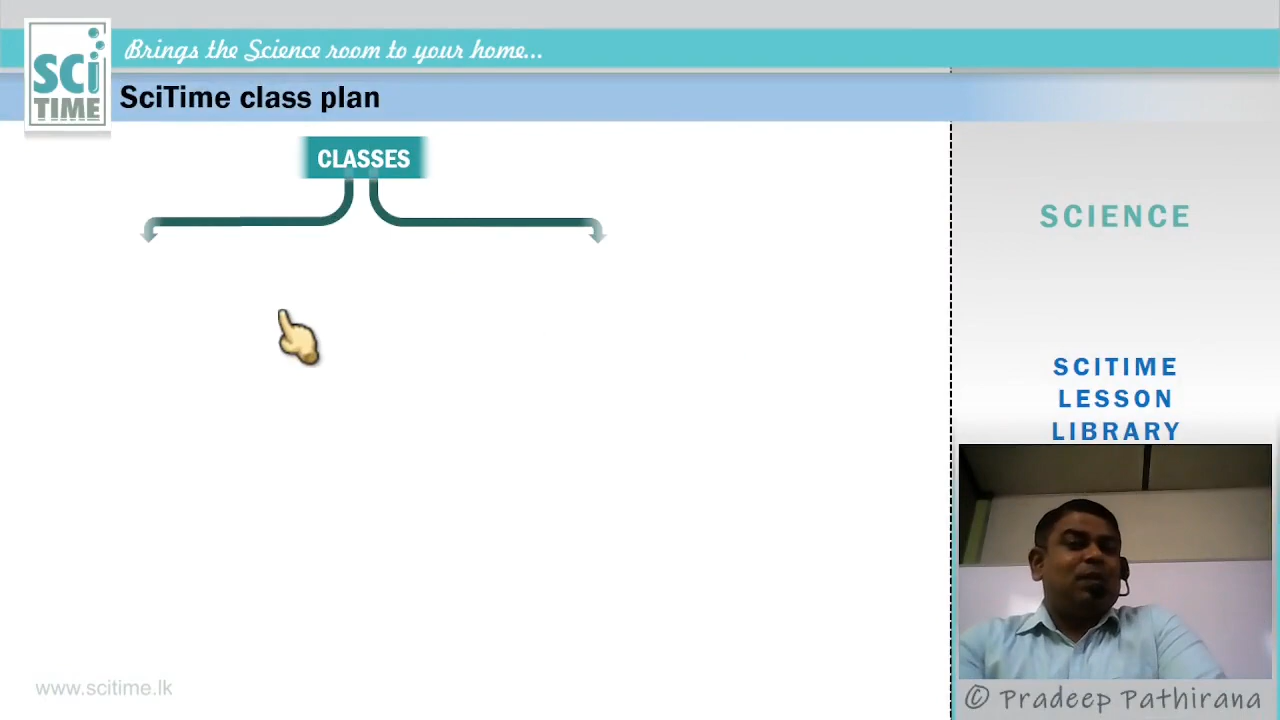 Brings the Science room to your home...
SCi
TIME
SciTime class plan
CLASSES
SCIENCE
SCITIME
LESSON
LIBRARY
www.scitime.lk
© Pradeep Pathirana